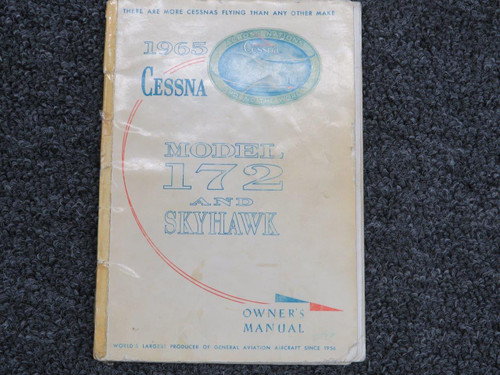 THERE ARE MORE CESSNAS FLYING THAN ANY OTHER MAKE
1965
CESSNA
Cessna
MODEL
172
AND
SKYHAWK
OWNER'S
MANUAL
WORLD'S LARGEST PRODUCER OF GENERAL AVIATION AIRCRAFT SINCE 1956